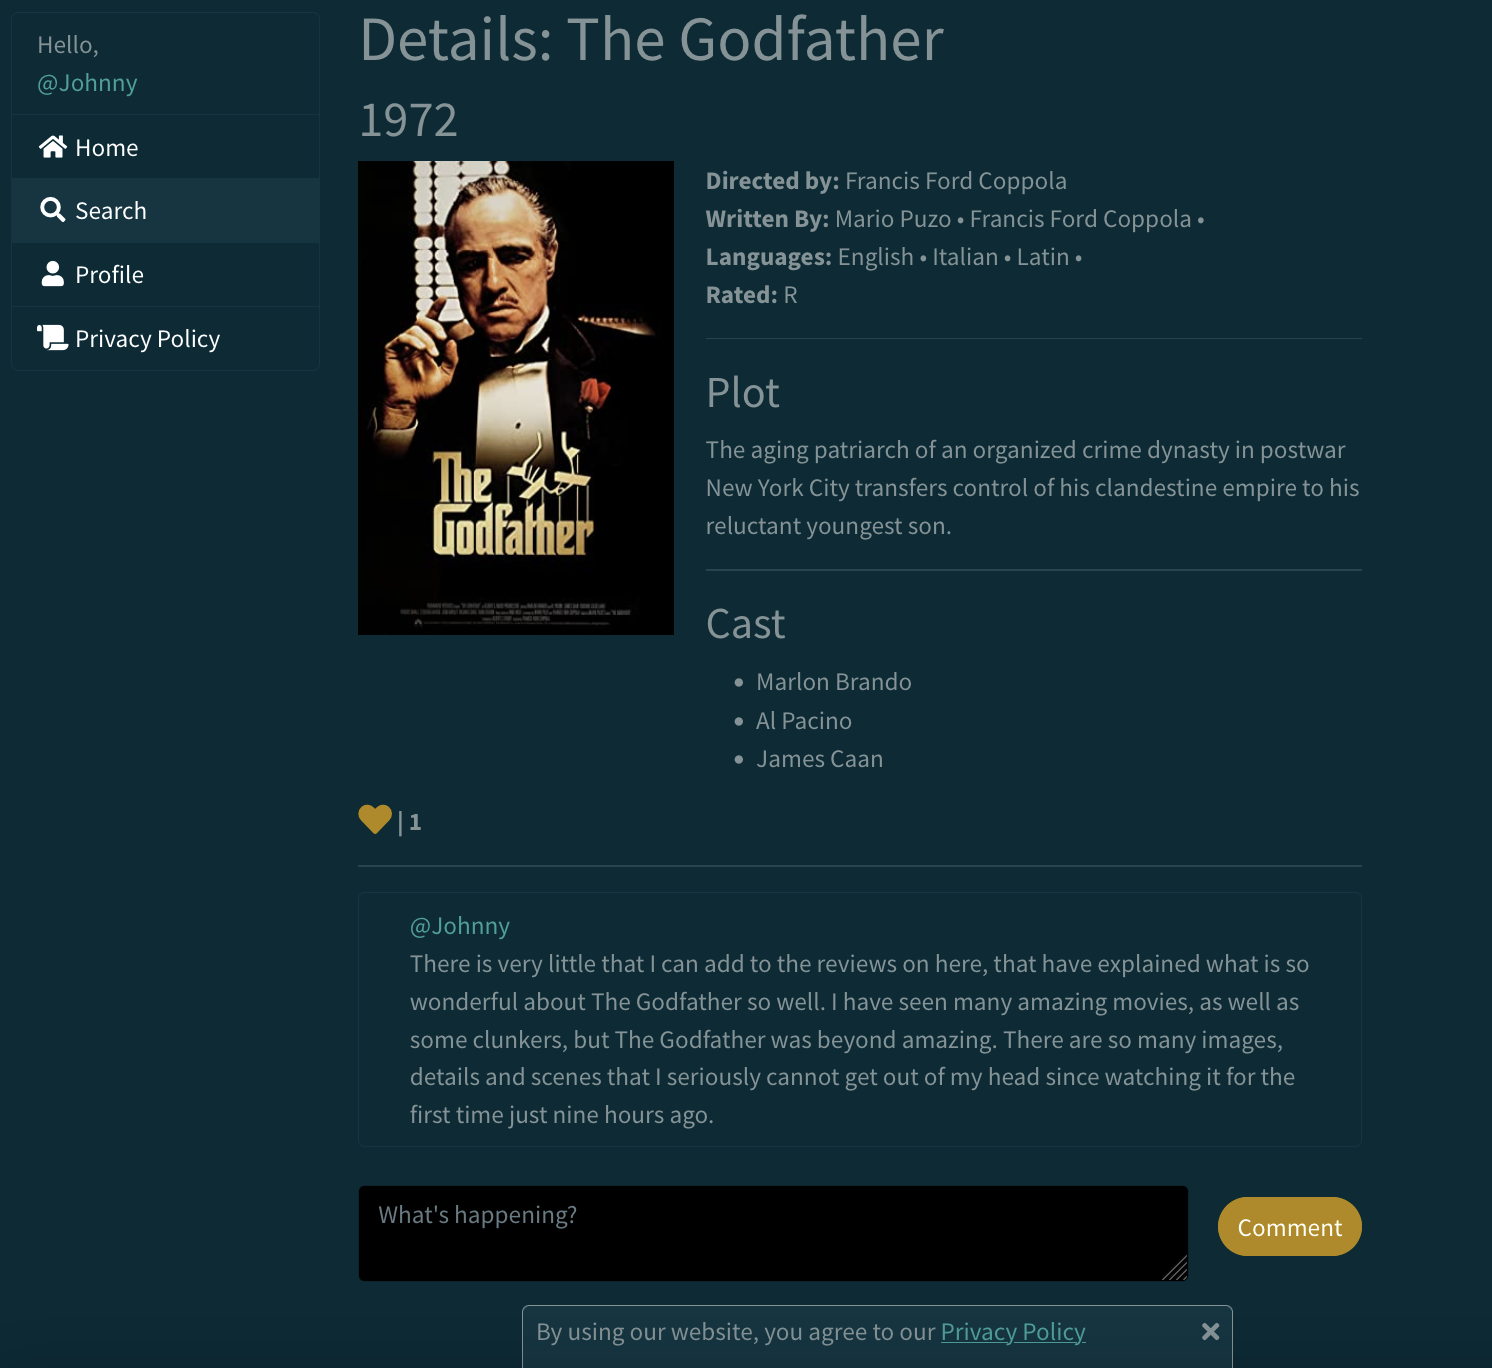 Hello,
@Johnny
Home
Search
Profile
Privacy Policy
Details: The Godfather
1972
The
Godfather
Directed by: Francis Ford Coppola
Written By: Mario Puzo • Francis Ford Coppola •
Languages: English • Italian • Latin •
Rated: R
Plot
The aging patriarch of an organized crime dynasty in postwar
New York City transfers control of his clandestine empire to his
reluctant youngest son.
Cast
• Marlon Brando
• Al Pacino
• James Caan
| 1
@Johnny
There is very little that I can add to the reviews on here, that have explained what is so
wonderful about The Godfather so well. I have seen many amazing movies, as well as
some clunkers, but The Godfather was beyond amazing. There are so many images,
details and scenes that I seriously cannot get out of my head since watching it for the
first time just nine hours ago.
What's happening?
Comment
By using our website, you agree to our Privacy Policy